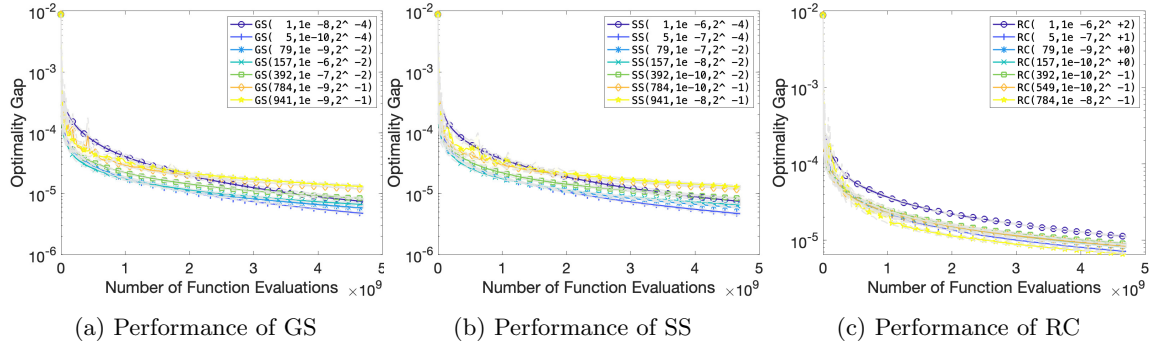 10^-2
10^-3
10^-4
10^-5
10^-6
Optimality Gap
GS( 1,1e -8,2^ -4)
GS( 5,1e-10,2^ -4)
GS( 79,1e -9,2^ -2)
GS(157,1e -6,2^ -2)
GS(392,1e -7,2^ -2)
GS(784,1e -9,2^ -1)
GS(941,1e -9,2^ -1)
0 1 2 3 4 5
Number of Function Evaluations ×10^9
(a) Performance of GS
10^-2
10^-3
10^-4
10^-5
10^-6
Optimality Gap
SS( 1,1e -6,2^ -4)
SS( 5,1e -7,2^ -4)
SS( 79,1e -7,2^ -2)
SS(157,1e -8,2^ -2)
SS(392,1e-10,2^ -2)
SS(784,1e-10,2^ -1)
SS(941,1e -8,2^ -1)
0 1 2 3 4 5
Number of Function Evaluations ×10^9
(b) Performance of SS
10^-2
10^-3
10^-4
10^-5
Optimality Gap
RC( 1,1e -6,2^ +2)
RC( 5,1e -7,2^ +1)
RC( 79,1e -9,2^ +0)
RC(157,1e-10,2^ +0)
RC(392,1e-10,2^ -1)
RC(549,1e-10,2^ -1)
RC(784,1e -8,2^ -1)
0 1 2 3 4 5
Number of Function Evaluations ×10^9
(c) Performance of RC